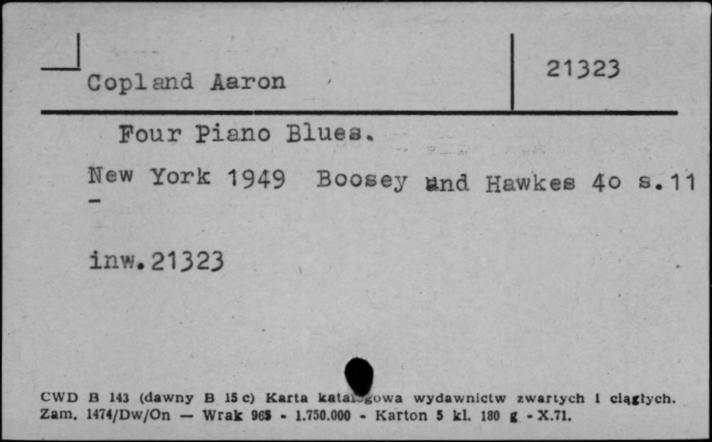 Copland Aaron
21323
Four Piano Blues.
New York 1949 Boosey and Hawkes 4o s.11
inw.21323
CWD B 143 (dawny B 15 c) Karta katalogowa wydawnictw zwartych i ciągłych.
Zam. 1474/Dw/On — Wrak 965 - 1.750.000 - Karton 5 kl. 180 g - X.71.